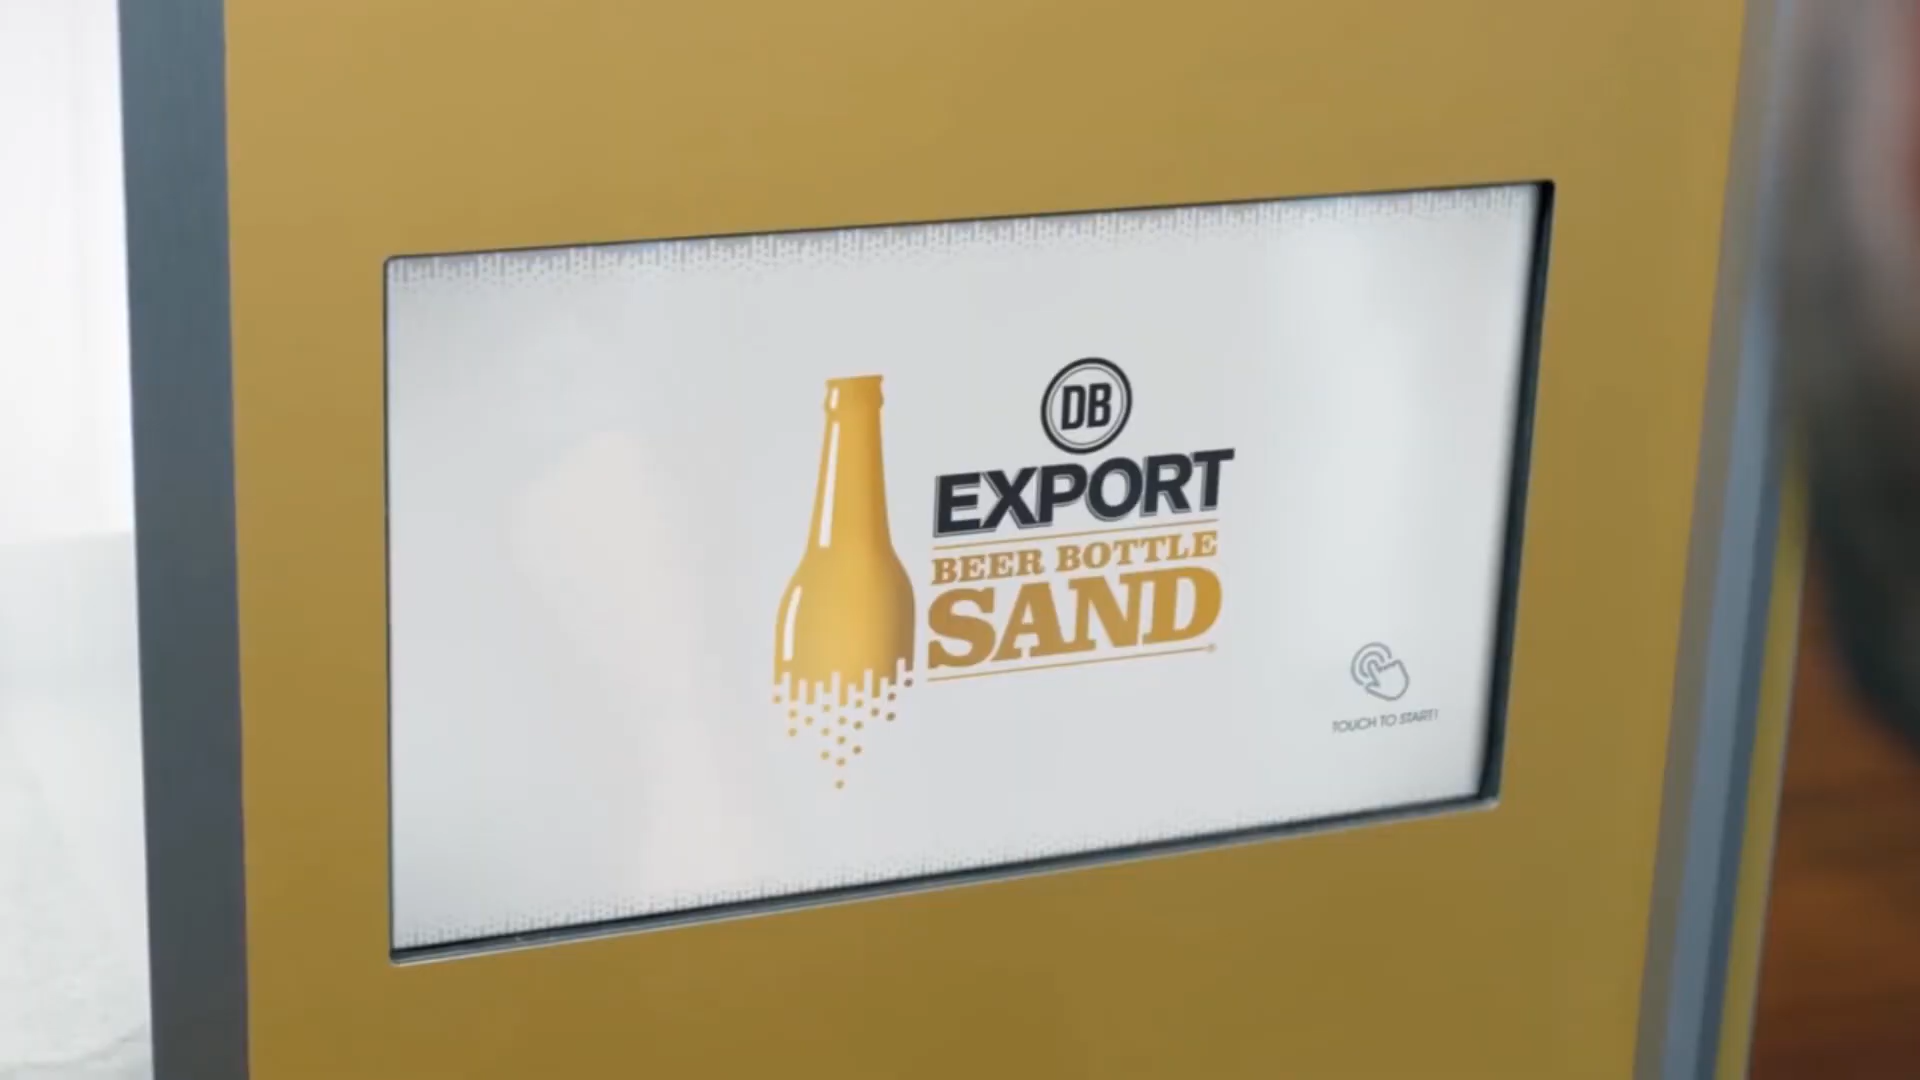 DB
EXPORT
BEER BOTTLE
SAND
TOUCH TO START!